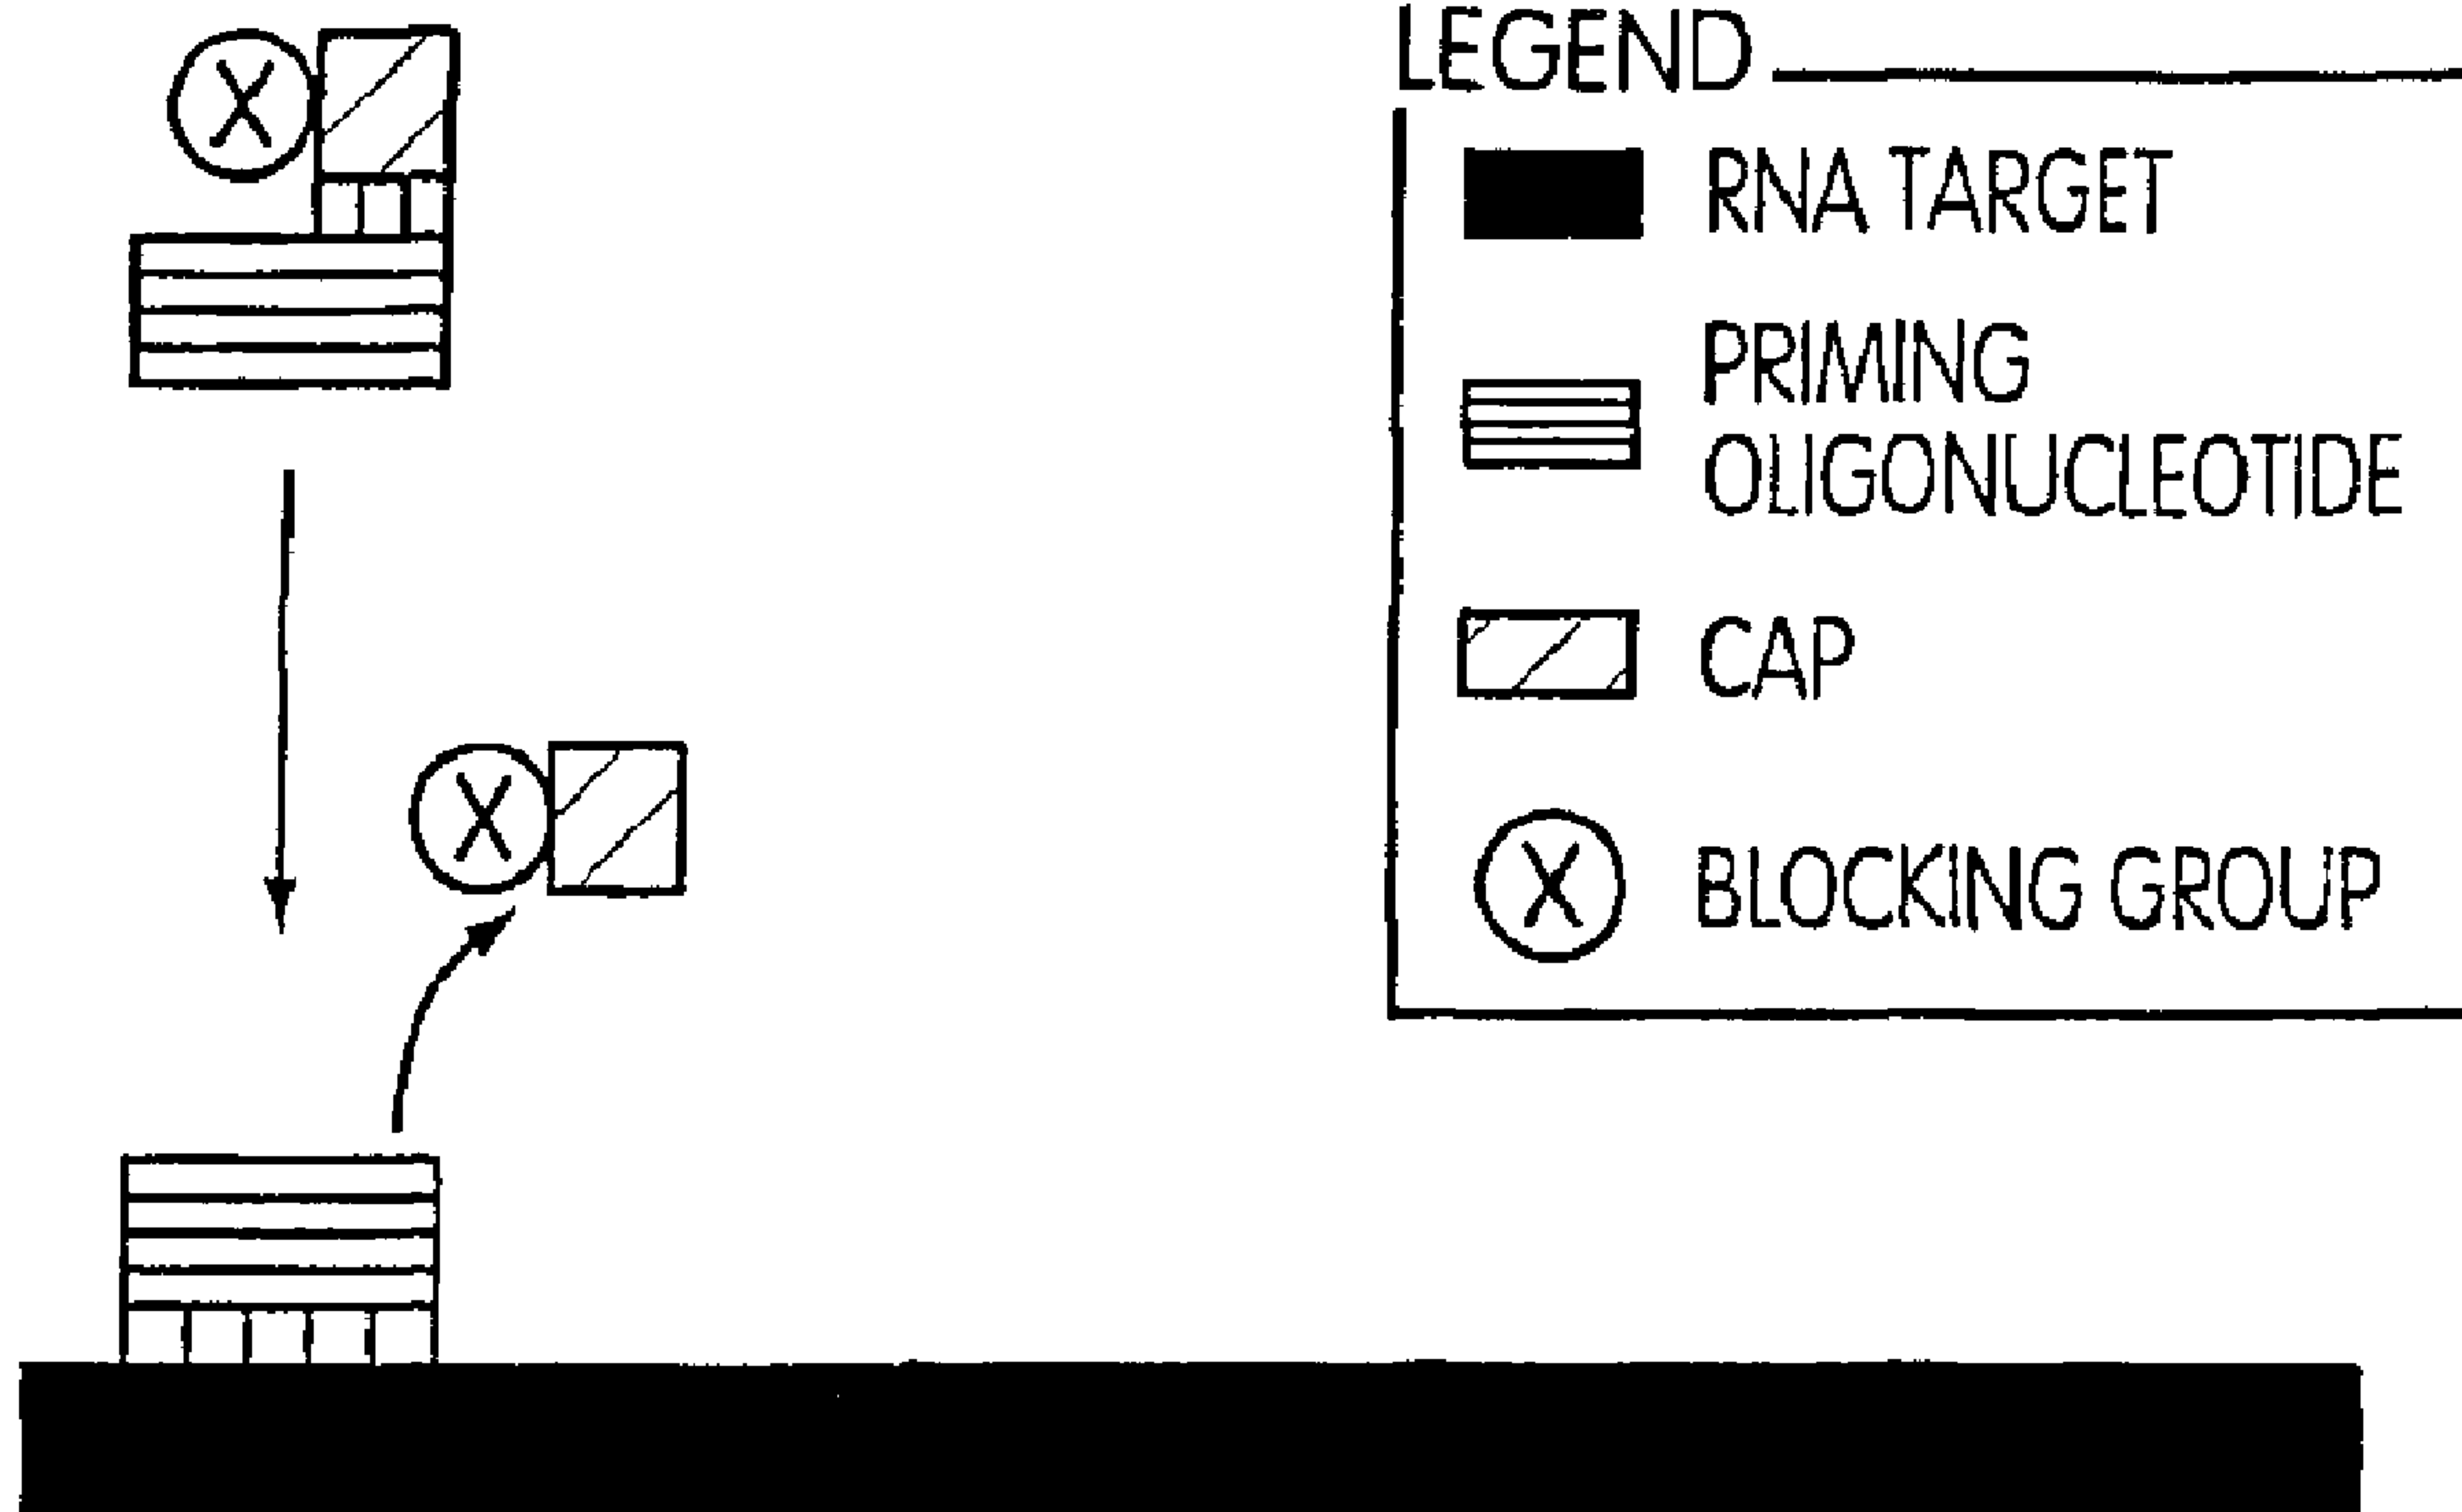 LEGEND
RNA TARGET
PRIMING
OLIGONUCLEOTIDE
CAP
X BLOCKING GROUP
X
X